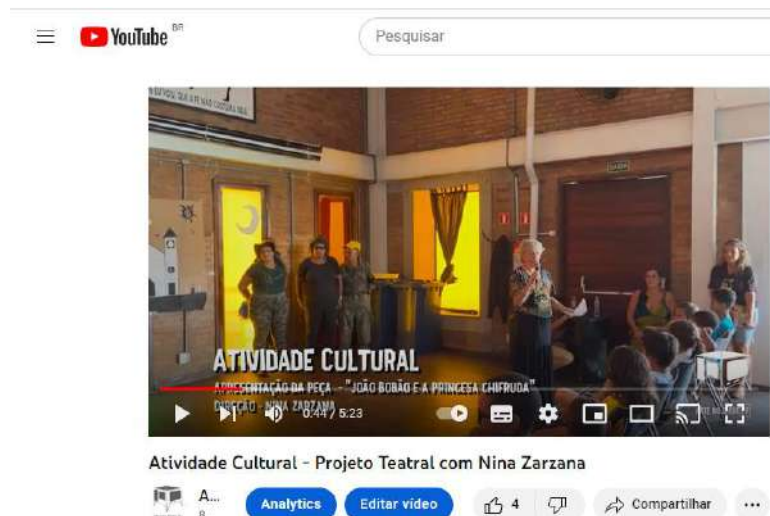 YouTube BR
Pesquisar
SAÍDA
ATIVIDADE CULTURAL
APRESENTAÇÃO DA PEÇA - "JOÃO BOBÃO E A PRINCESA CHIFRUDA"
DIREÇÃO - NINA ZARZANA
0:44 / 5:23
Atividade Cultural - Projeto Teatral com Nina Zarzana
A...
Analytics
Editar vídeo
4
Compartilhar
...